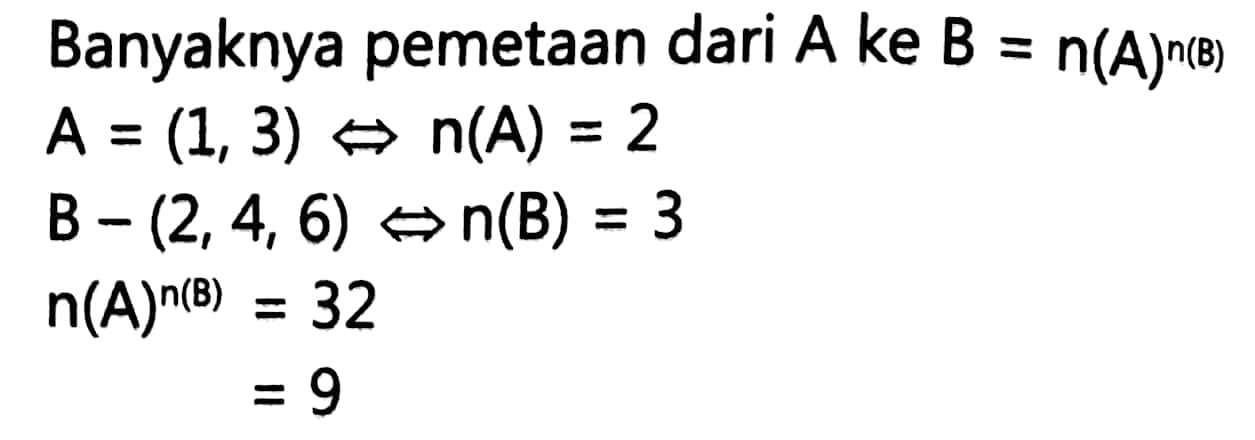 Banyaknya pemetaan dari A ke B = n(A)ⁿ⁽ᴮ⁾
A = (1, 3) ⇔ n(A) = 2
B – (2, 4, 6) ⇔ n(B) = 3
n(A)ⁿ⁽ᴮ⁾ = 32
= 9